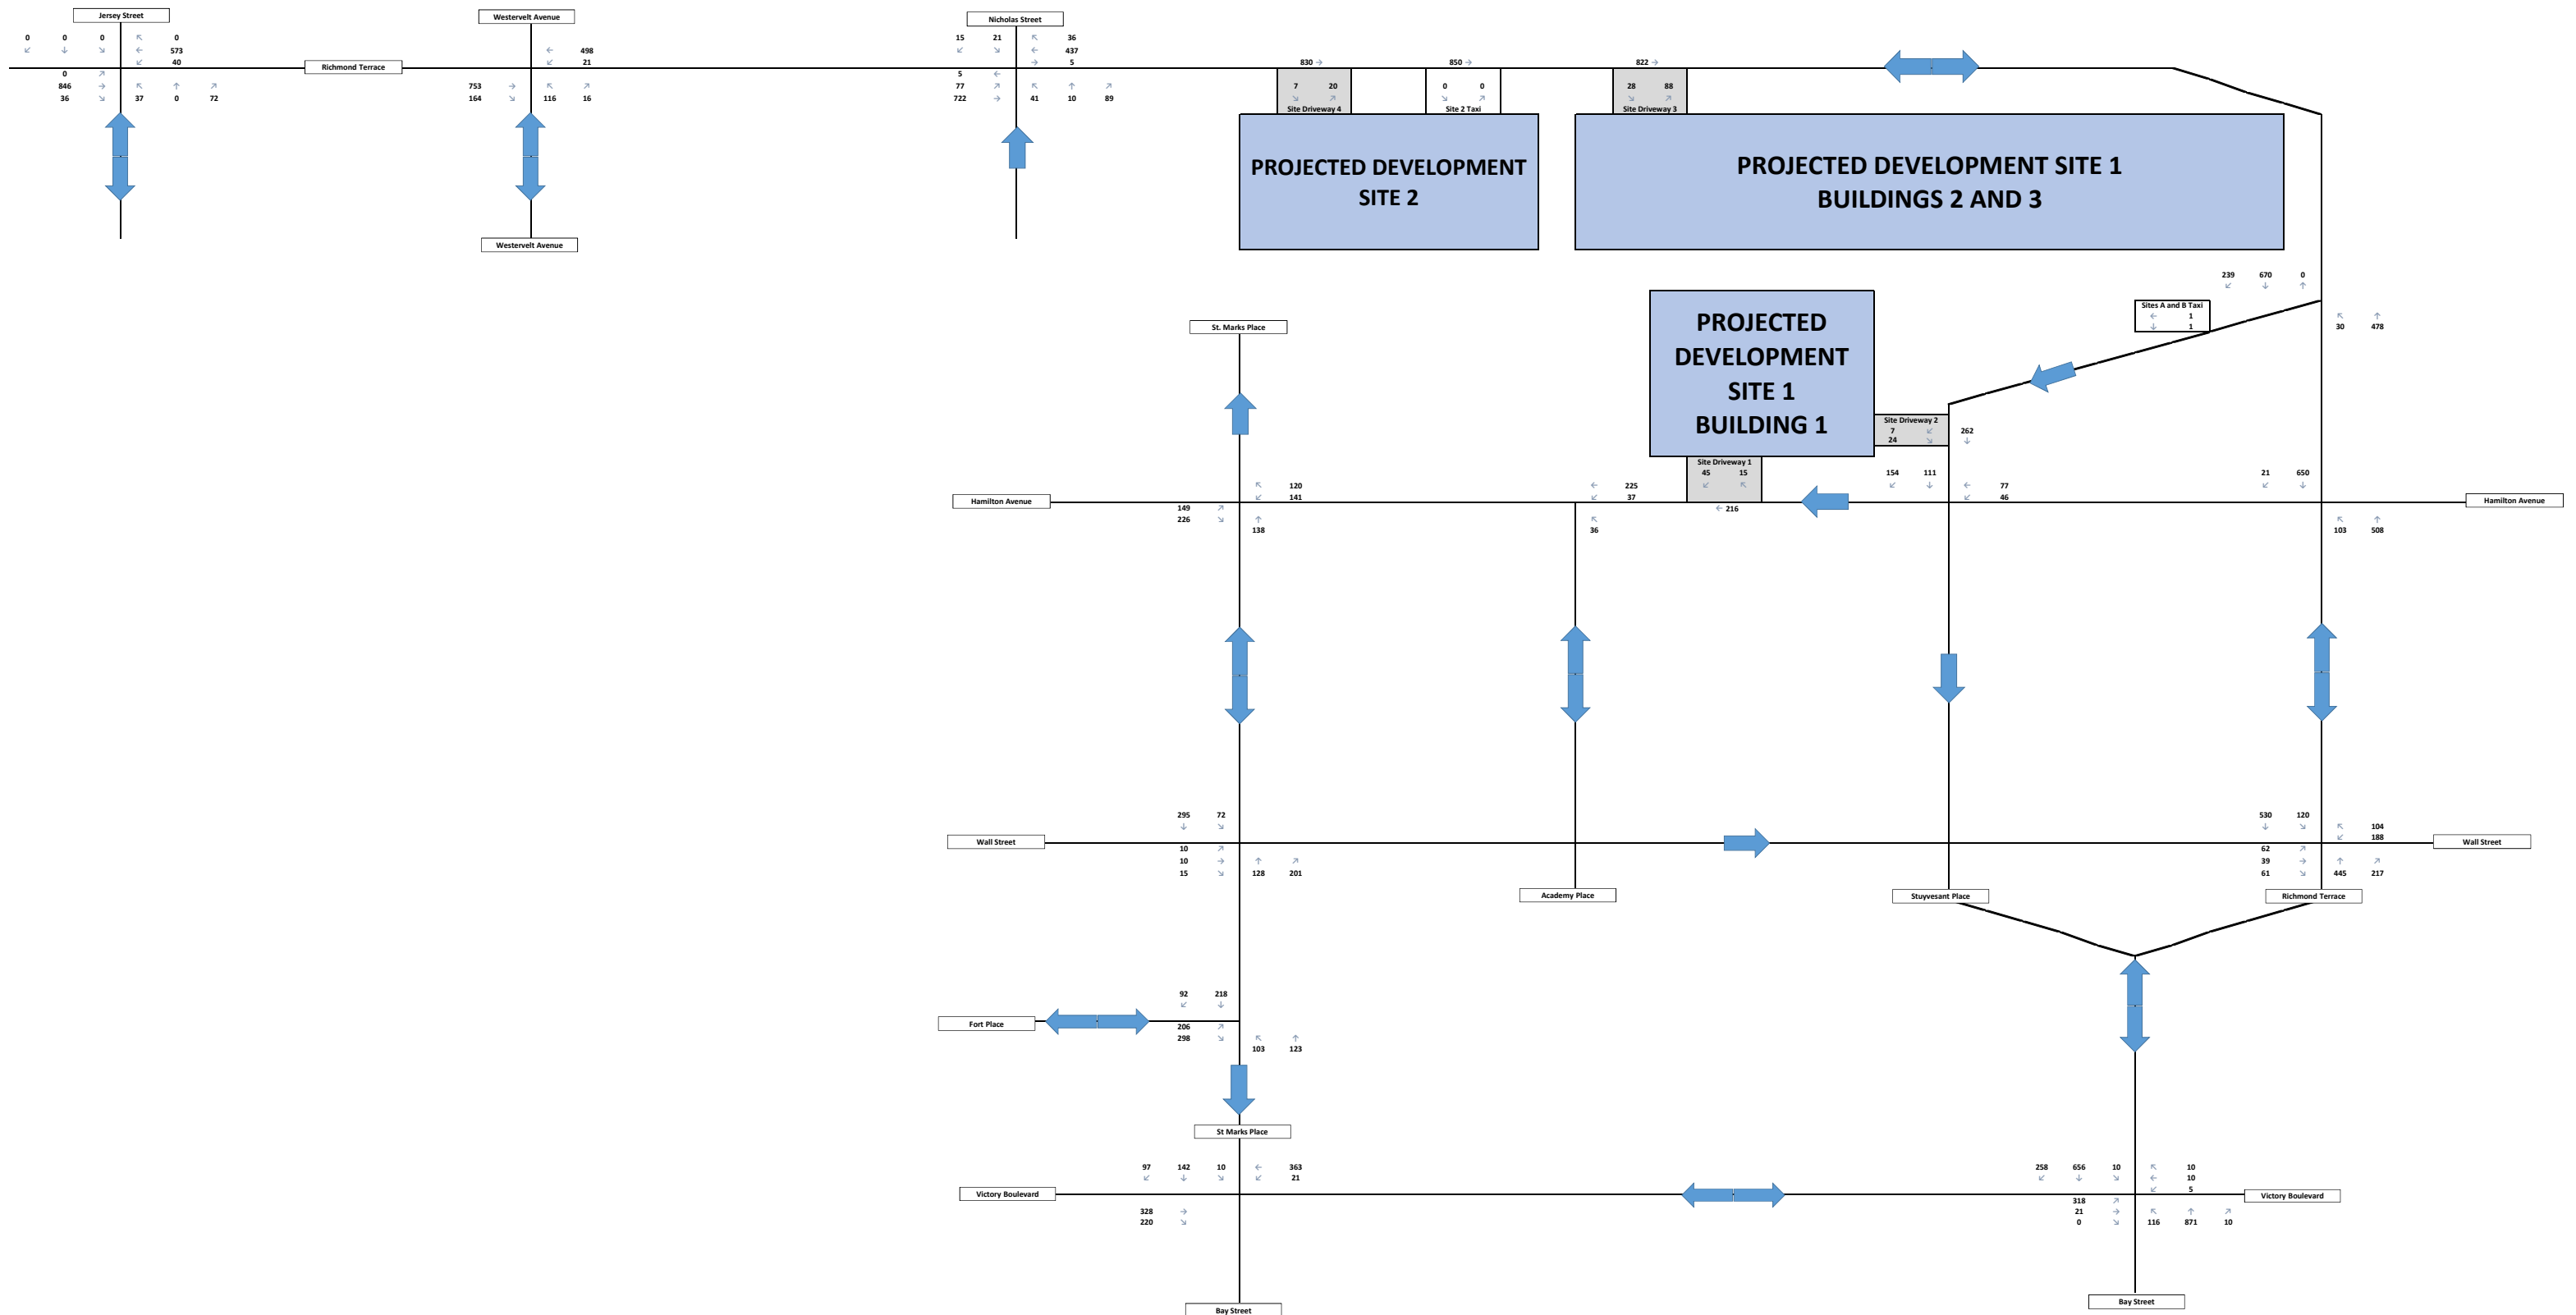 Jersey Street
Westervelt Avenue
Nicholas Street
0 0 0 ↖ 0
↙ ↓ ↘ ← 573
↙ 40
0 ↗
846 → ↖ ↑ ↗
36 ↘ 37 0 72
Richmond Terrace
← 498
↙ 21
753 → ↖ ↗
164 ↘ 116 16
Westervelt Avenue
15 21 ↖ 36
↙ ↘ ← 437
→ 5
5 ←
77 ↗ ↖ ↑ ↗
722 → 41 10 89
830 →
7 20
↘ ↗
Site Driveway 4
850 →
0 0
↘ ↗
Site 2 Taxi
822 →
28 88
↘ ↗
Site Driveway 3
PROJECTED DEVELOPMENT
SITE 2
PROJECTED DEVELOPMENT SITE 1
BUILDINGS 2 AND 3
239 670 0
↙ ↓ ↑
Sites A and B Taxi
← 1
↓ 1
↖ ↑
30 478
St. Marks Place
PROJECTED
DEVELOPMENT
SITE 1
BUILDING 1
Site Driveway 2
7 ↙ 262
24 ↘ ↓
Site Driveway 1
45 15
↙ ↖
← 216
Hamilton Avenue
↖ 120
↙ 141
149 ↗
226 ↘ ↑
138
← 225
↙ 37
↖
36
154 111
↙ ↓ ← 77
↙ 46
21 650
↙ ↓
↖ ↑
103 508
Hamilton Avenue
295 72
↓ ↘
Wall Street
10 ↗
10 → ↑ ↗
15 ↘ 128 201
530 120
↓ ↘ ↖ 104
↙ 188
62 ↗
39 → ↑ ↗
61 ↘ 445 217
Wall Street
Academy Place
Stuyvesant Place
Richmond Terrace
92 218
↙ ↓
Fort Place
206 ↗
298 ↘ ↖ ↑
103 123
St Marks Place
97 142 10 ← 363
↙ ↓ ↘ ↙ 21
Victory Boulevard
328 →
220 ↘
258 656 10 ↖ 10
↙ ↓ ↘ ← 10
↙ 5
318 ↗
21 → ↖ ↑ ↗
0 ↘ 116 871 10
Victory Boulevard
Bay Street
Bay Street